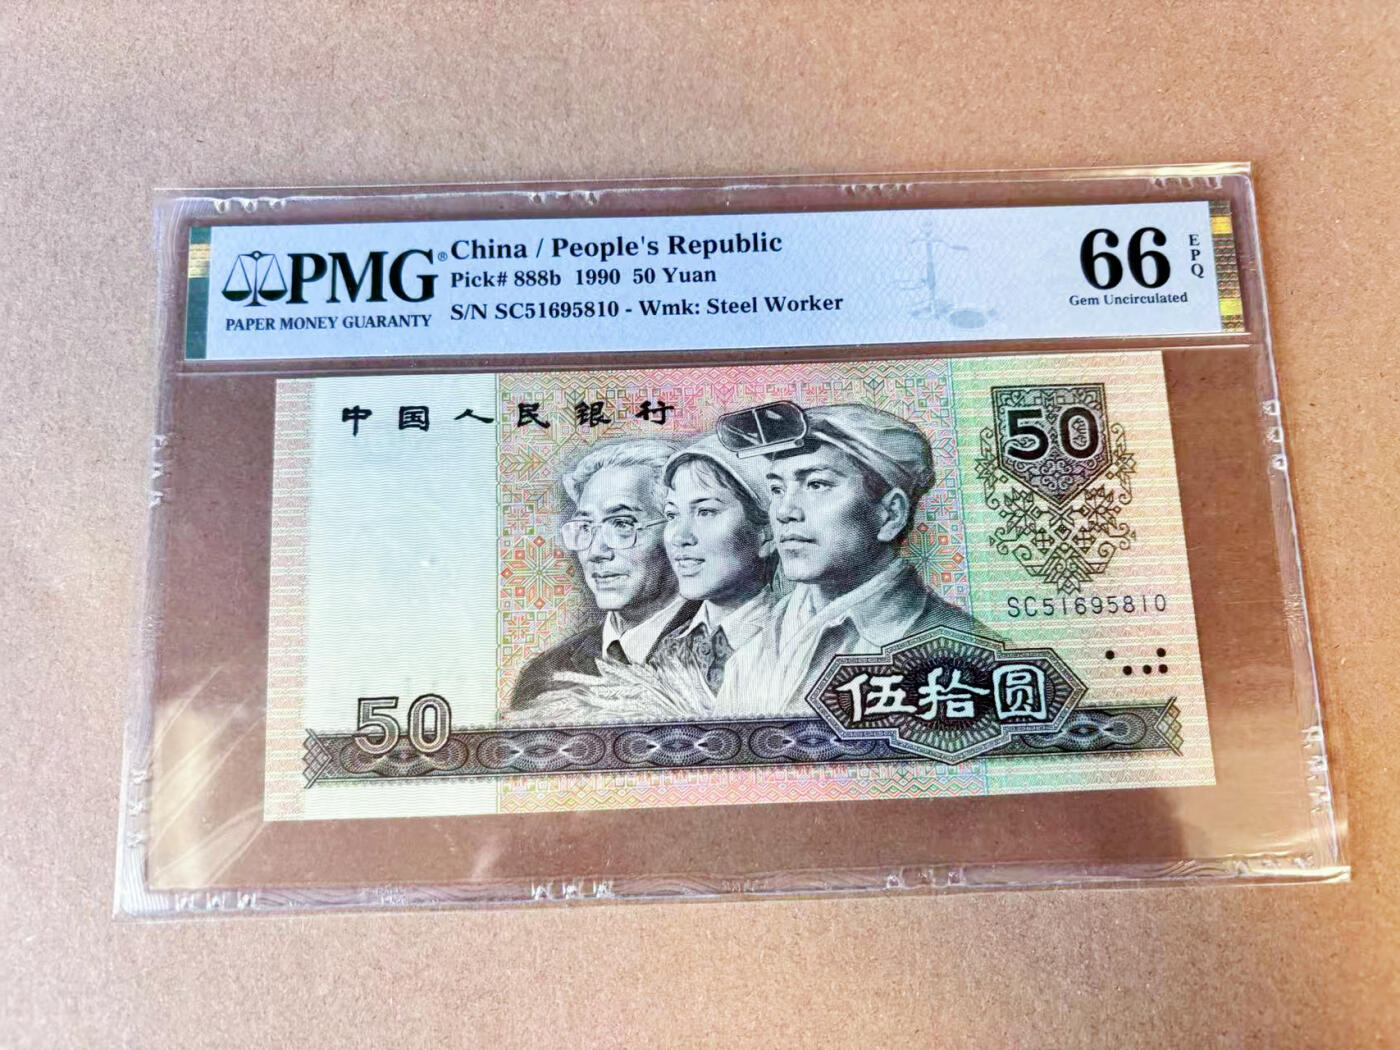 PMG®
PAPER MONEY GUARANTY
China / People's Republic
Pick# 888b 1990 50 Yuan
S/N SC51695810 - Wmk: Steel Worker
66
EPQ
Gem Uncirculated
中国人民银行
50
SC51695810
伍拾圆
50